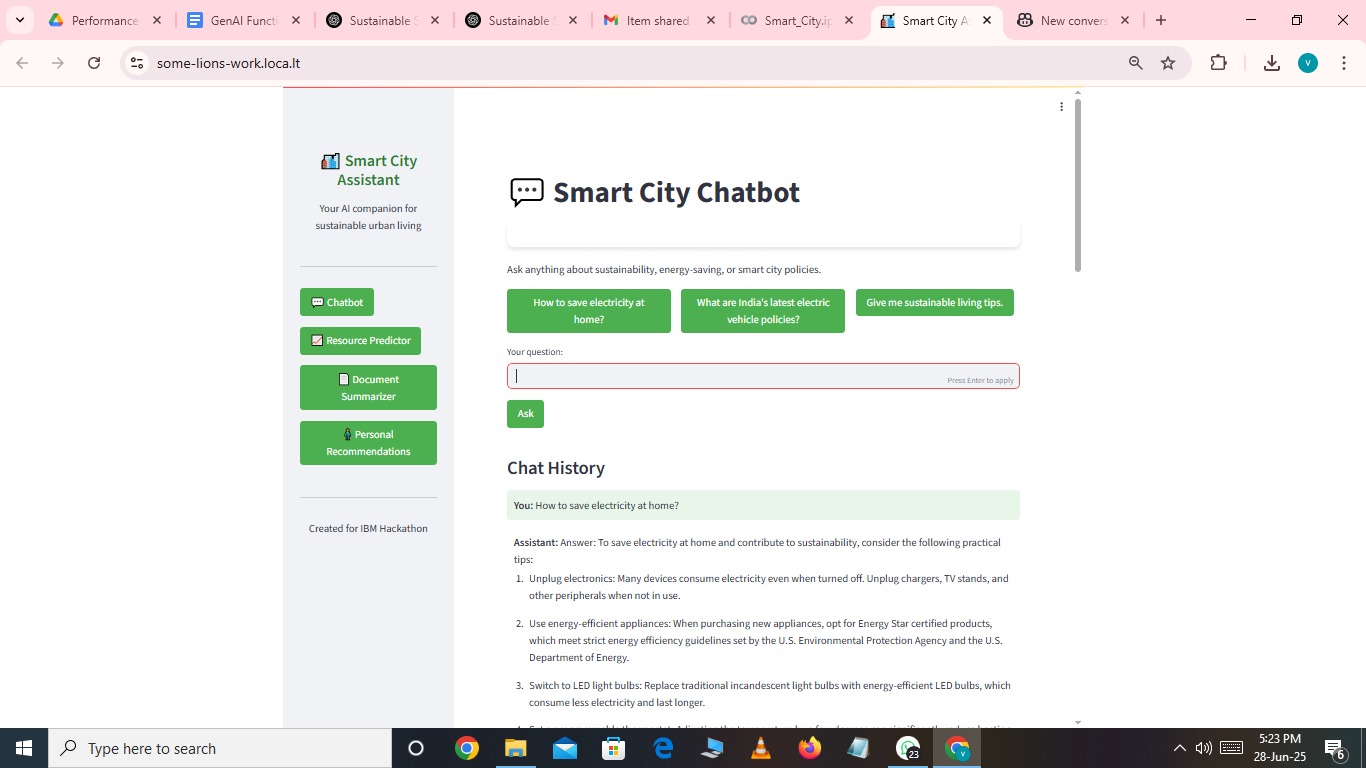 Performance
GenAI Functi
Sustainable S
Sustainable S
Item shared
Smart_City.ip
Smart City A
New convers
some-lions-work.loca.lt
V
Smart City
Assistant
Your AI companion for
sustainable urban living
Chatbot
Resource Predictor
Document
Summarizer
Personal
Recommendations
Created for IBM Hackathon
Smart City Chatbot
Ask anything about sustainability, energy-saving, or smart city policies.
How to save electricity at
home?
What are India's latest electric
vehicle policies?
Give me sustainable living tips.
Your question:
Press Enter to apply
Ask
Chat History
You: How to save electricity at home?
Assistant: Answer: To save electricity at home and contribute to sustainability, consider the following practical
tips:
1. Unplug electronics: Many devices consume electricity even when turned off. Unplug chargers, TV stands, and
other peripherals when not in use.
2. Use energy-efficient appliances: When purchasing new appliances, opt for Energy Star certified products,
which meet strict energy efficiency guidelines set by the U.S. Environmental Protection Agency and the U.S.
Department of Energy.
3. Switch to LED light bulbs: Replace traditional incandescent light bulbs with energy-efficient LED bulbs, which
consume less electricity and last longer.
Type here to search
23
V
5:23 PM
28-Jun-25
6